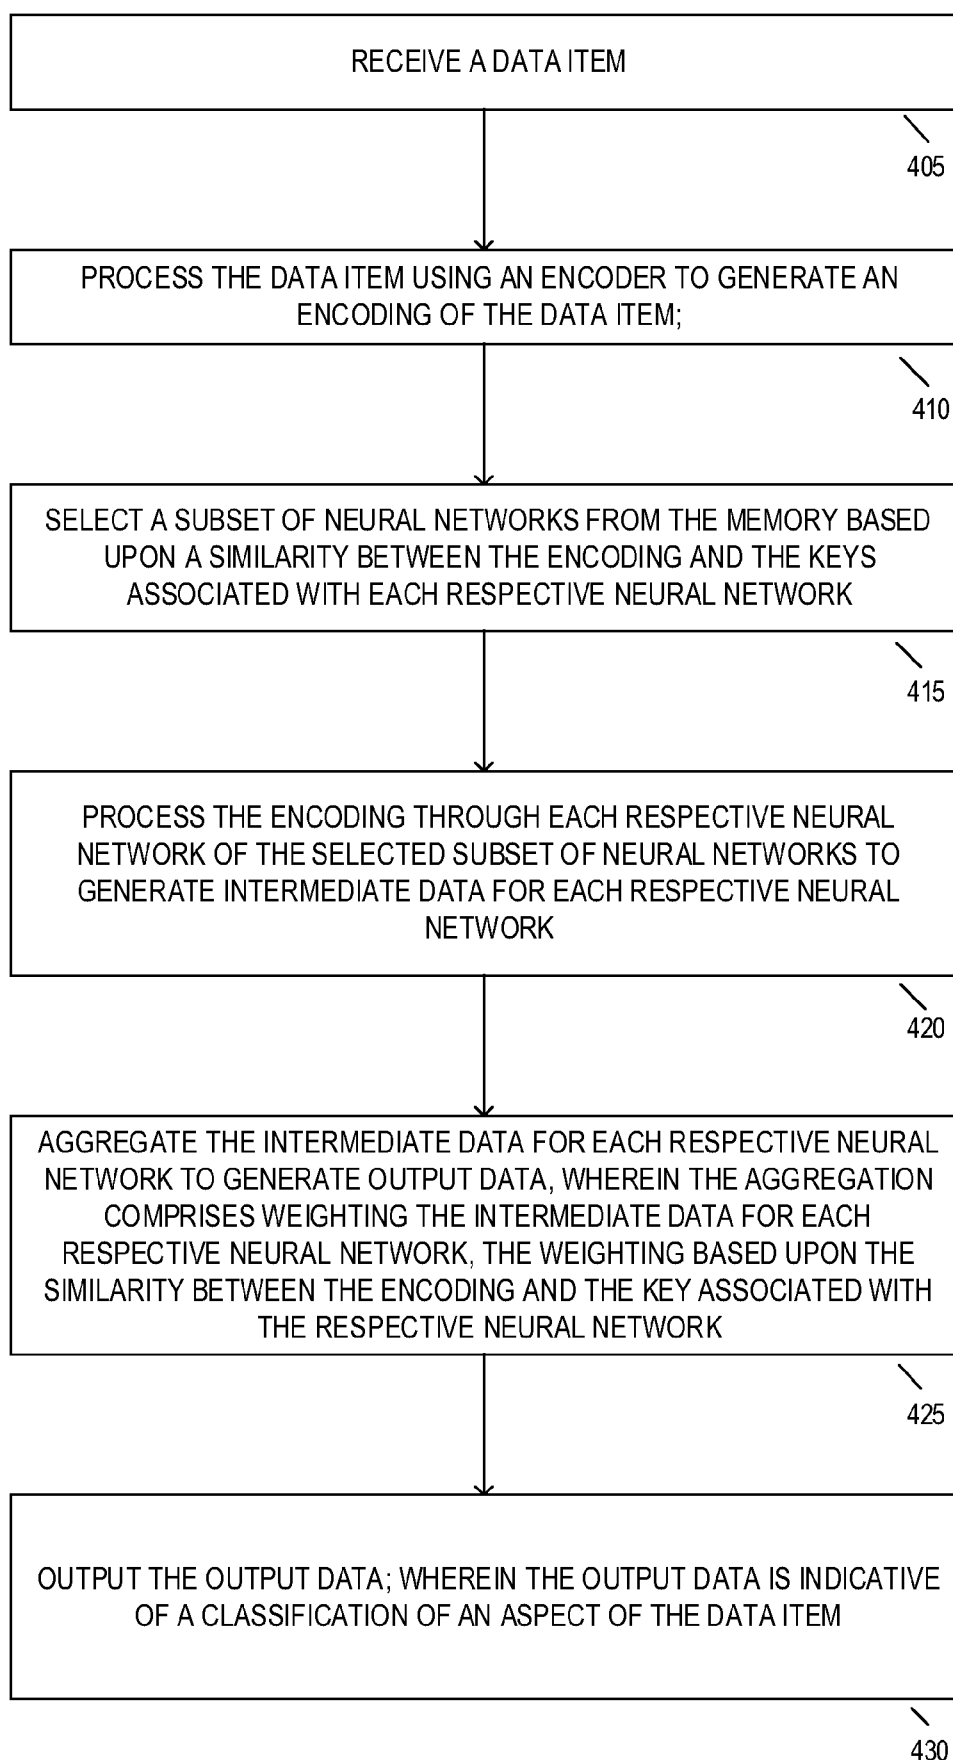 RECEIVE A DATA ITEM
405
PROCESS THE DATA ITEM USING AN ENCODER TO GENERATE AN
ENCODING OF THE DATA ITEM;
410
SELECT A SUBSET OF NEURAL NETWORKS FROM THE MEMORY BASED
UPON A SIMILARITY BETWEEN THE ENCODING AND THE KEYS
ASSOCIATED WITH EACH RESPECTIVE NEURAL NETWORK
415
PROCESS THE ENCODING THROUGH EACH RESPECTIVE NEURAL
NETWORK OF THE SELECTED SUBSET OF NEURAL NETWORKS TO
GENERATE INTERMEDIATE DATA FOR EACH RESPECTIVE NEURAL
NETWORK
420
AGGREGATE THE INTERMEDIATE DATA FOR EACH RESPECTIVE NEURAL
NETWORK TO GENERATE OUTPUT DATA, WHEREIN THE AGGREGATION
COMPRISES WEIGHTING THE INTERMEDIATE DATA FOR EACH
RESPECTIVE NEURAL NETWORK, THE WEIGHTING BASED UPON THE
SIMILARITY BETWEEN THE ENCODING AND THE KEY ASSOCIATED WITH
THE RESPECTIVE NEURAL NETWORK
425
OUTPUT THE OUTPUT DATA; WHEREIN THE OUTPUT DATA IS INDICATIVE
OF A CLASSIFICATION OF AN ASPECT OF THE DATA ITEM
430